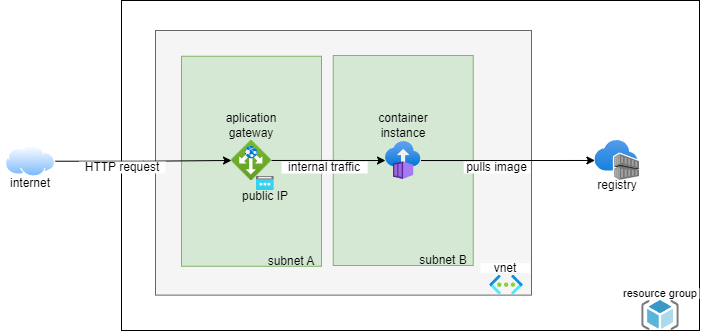 aplication
gateway
container
instance
internet
HTTP request
internal traffic
pulls image
registry
public IP
subnet A
subnet B
vnet
resource group